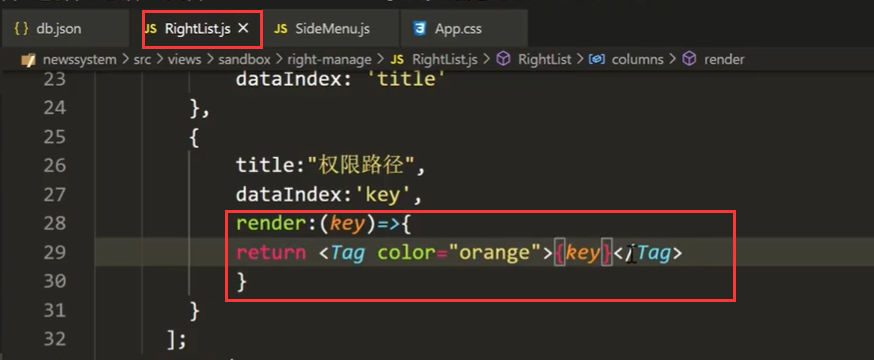 db.json JS RightList.js × JS SideMenu.js App.css
newssystem > src > views > sandbox > right-manage > JS RightList.js > RightList > columns > render
23 dataIndex: 'title'
24 },
25 {
26 title:"权限路径",
27 dataIndex:'key',
28 render:(key)=>{
29 return <Tag color="orange">{key}</Tag>
30 }
31 }
32 ];